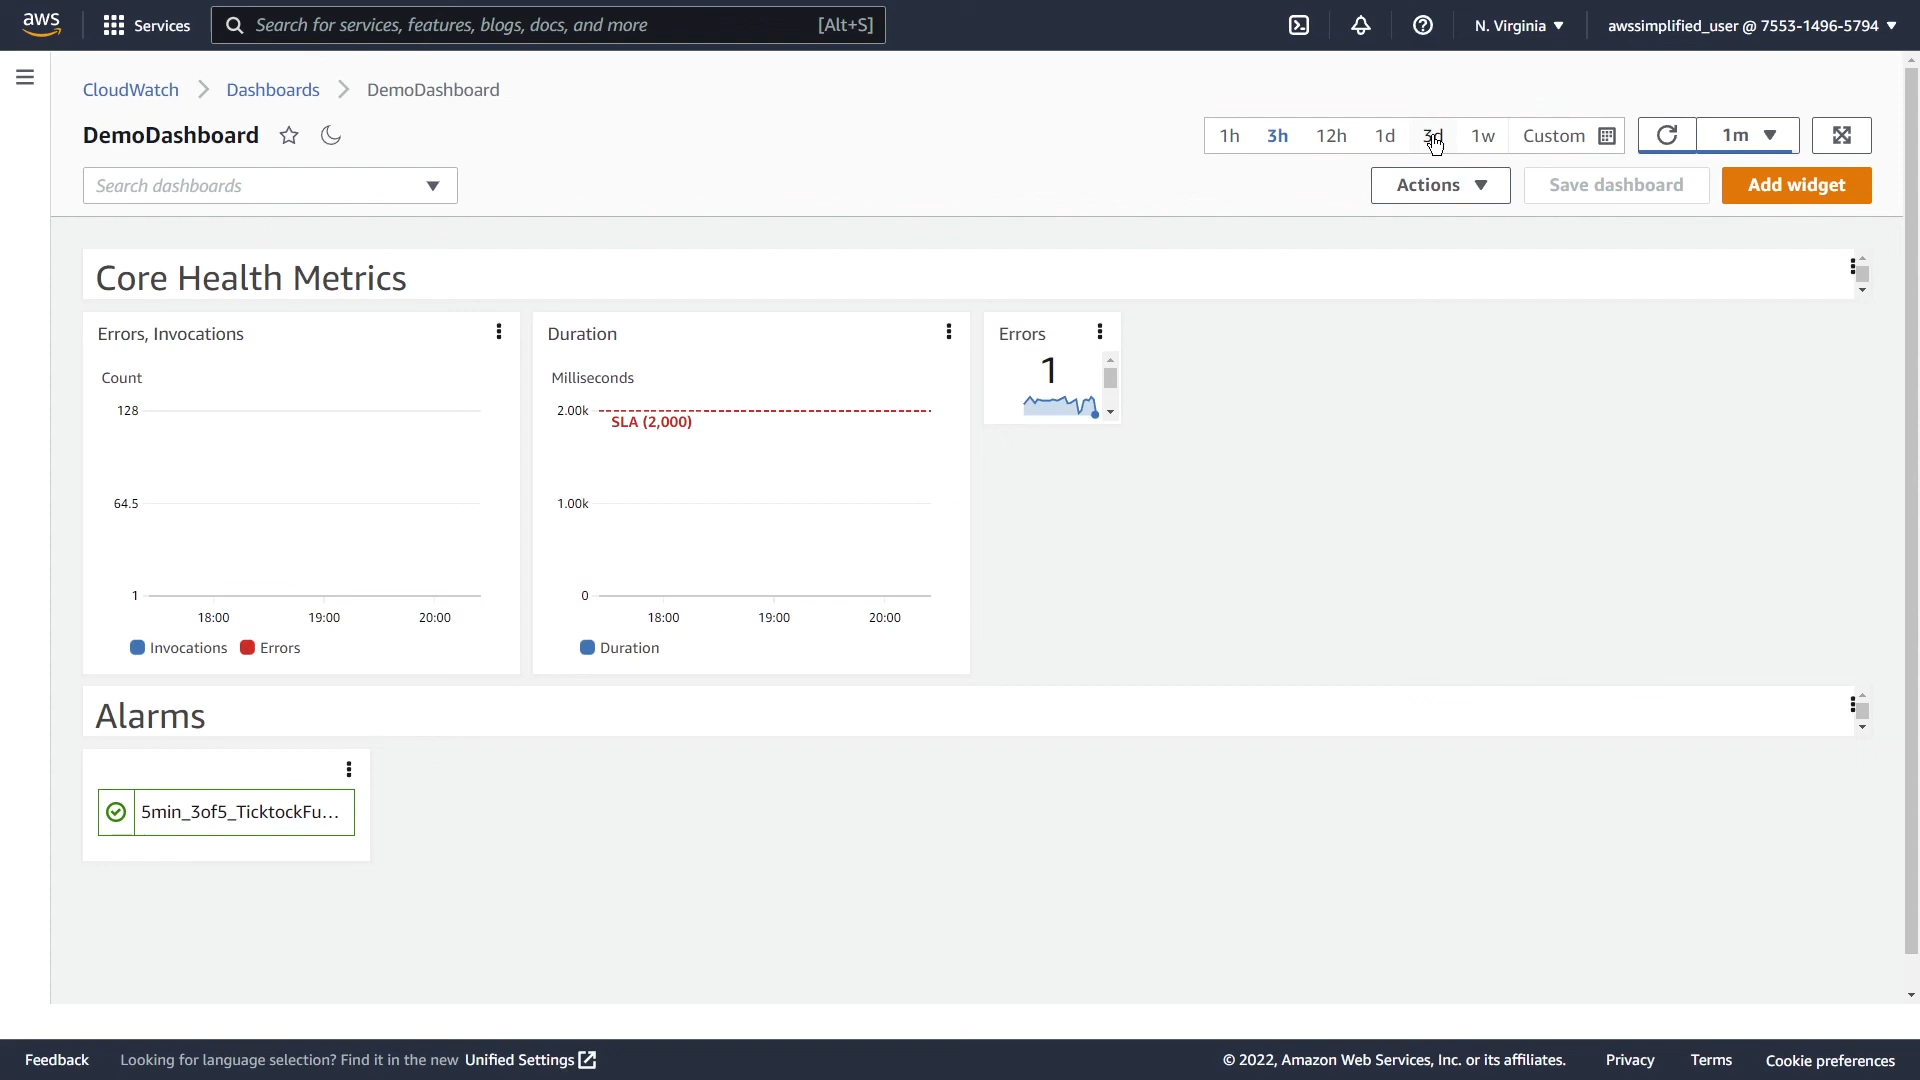 aws Services Search for services, features, blogs, docs, and more [Alt+S] N. Virginia awssimplified_user @ 7553-1496-5794
CloudWatch Dashboards DemoDashboard
DemoDashboard 1h 3h 12h 1d 3d 1w Custom 1m
Search dashboards Actions Save dashboard Add widget
Core Health Metrics
Errors, Invocations
Count
128
64.5
1
18:00 19:00 20:00
Invocations Errors
Duration
Milliseconds
2.00k
SLA (2,000)
1.00k
0
18:00 19:00 20:00
Duration
Errors
1
Alarms
5min_3of5_TicktockFu...
Feedback Looking for language selection? Find it in the new Unified Settings © 2022, Amazon Web Services, Inc. or its affiliates. Privacy Terms Cookie preferences